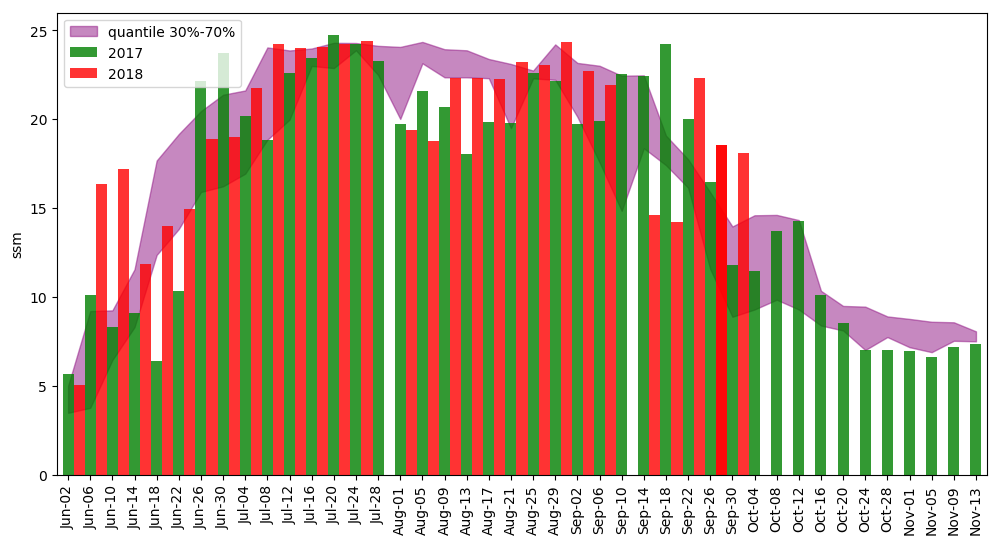 quantile 30%-70%
2017
2018
ssm
25
20
15
10
5
0
Jun-02
Jun-06
Jun-10
Jun-14
Jun-18
Jun-22
Jun-26
Jun-30
Jul-04
Jul-08
Jul-12
Jul-16
Jul-20
Jul-24
Jul-28
Aug-01
Aug-05
Aug-09
Aug-13
Aug-17
Aug-21
Aug-25
Aug-29
Sep-02
Sep-06
Sep-10
Sep-14
Sep-18
Sep-22
Sep-26
Sep-30
Oct-04
Oct-08
Oct-12
Oct-16
Oct-20
Oct-24
Oct-28
Nov-01
Nov-05
Nov-09
Nov-13